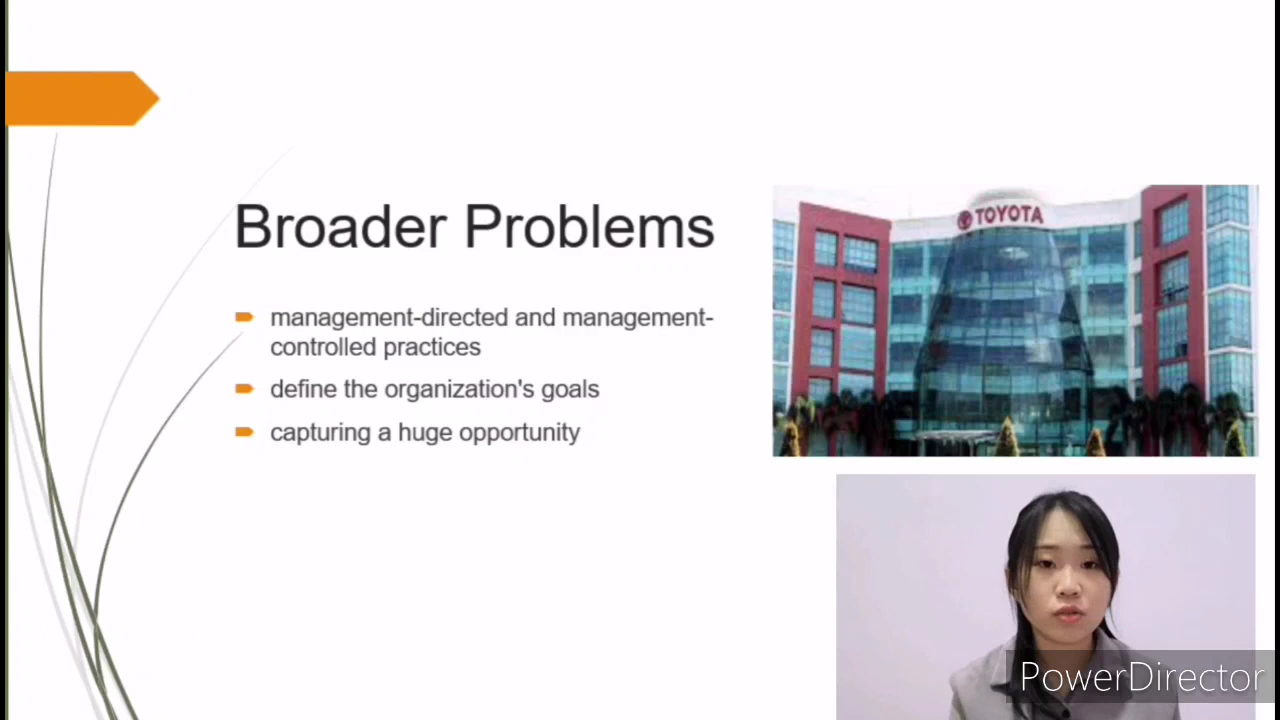 Broader Problems
management-directed and management-
controlled practices
define the organization's goals
capturing a huge opportunity
TOYOTA
PowerDirector